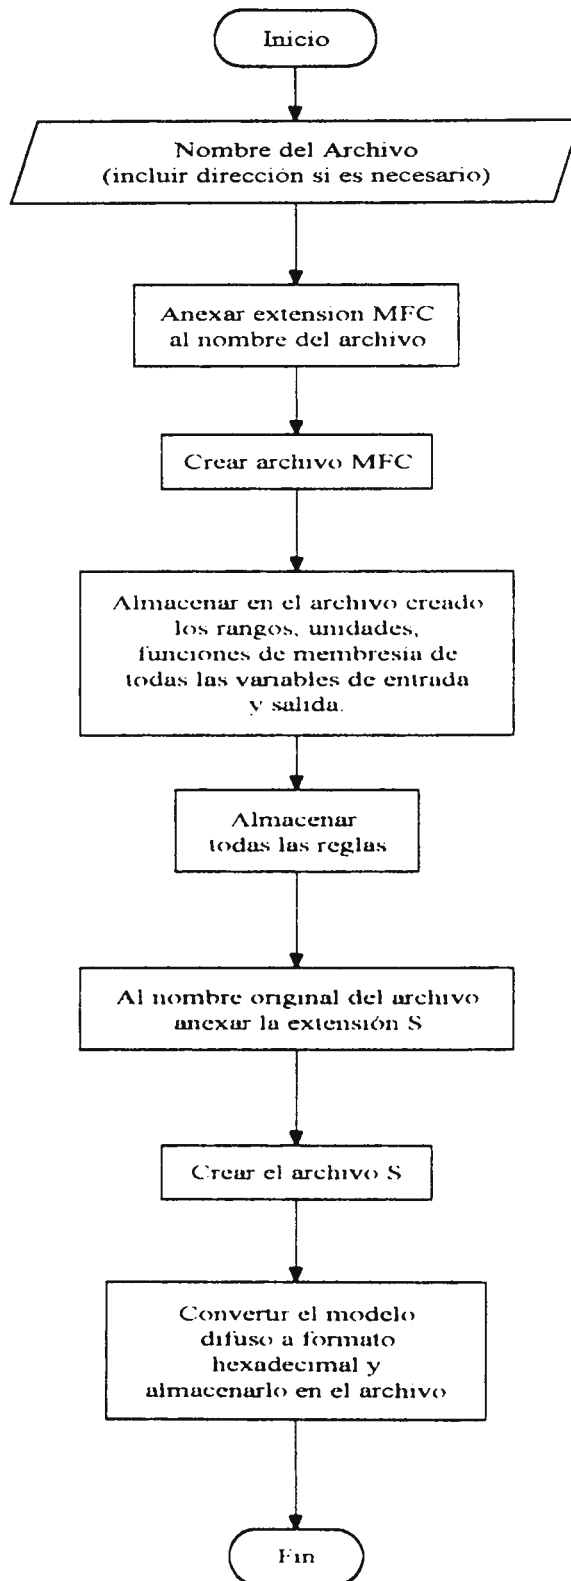 Inicio
Nombre del Archivo
(incluir dirección si es necesario)
Anexar extension MFC
al nombre del archivo
Crear archivo MFC
Almacenar en el archivo creado
los rangos, unidades,
funciones de membresía de
todas las variables de entrada
y salida.
Almacenar
todas las reglas
Al nombre original del archivo
anexar la extensión S
Crear el archivo S
Convertir el modelo
difuso a formato
hexadecimal y
almacenarlo en el archivo
Fin